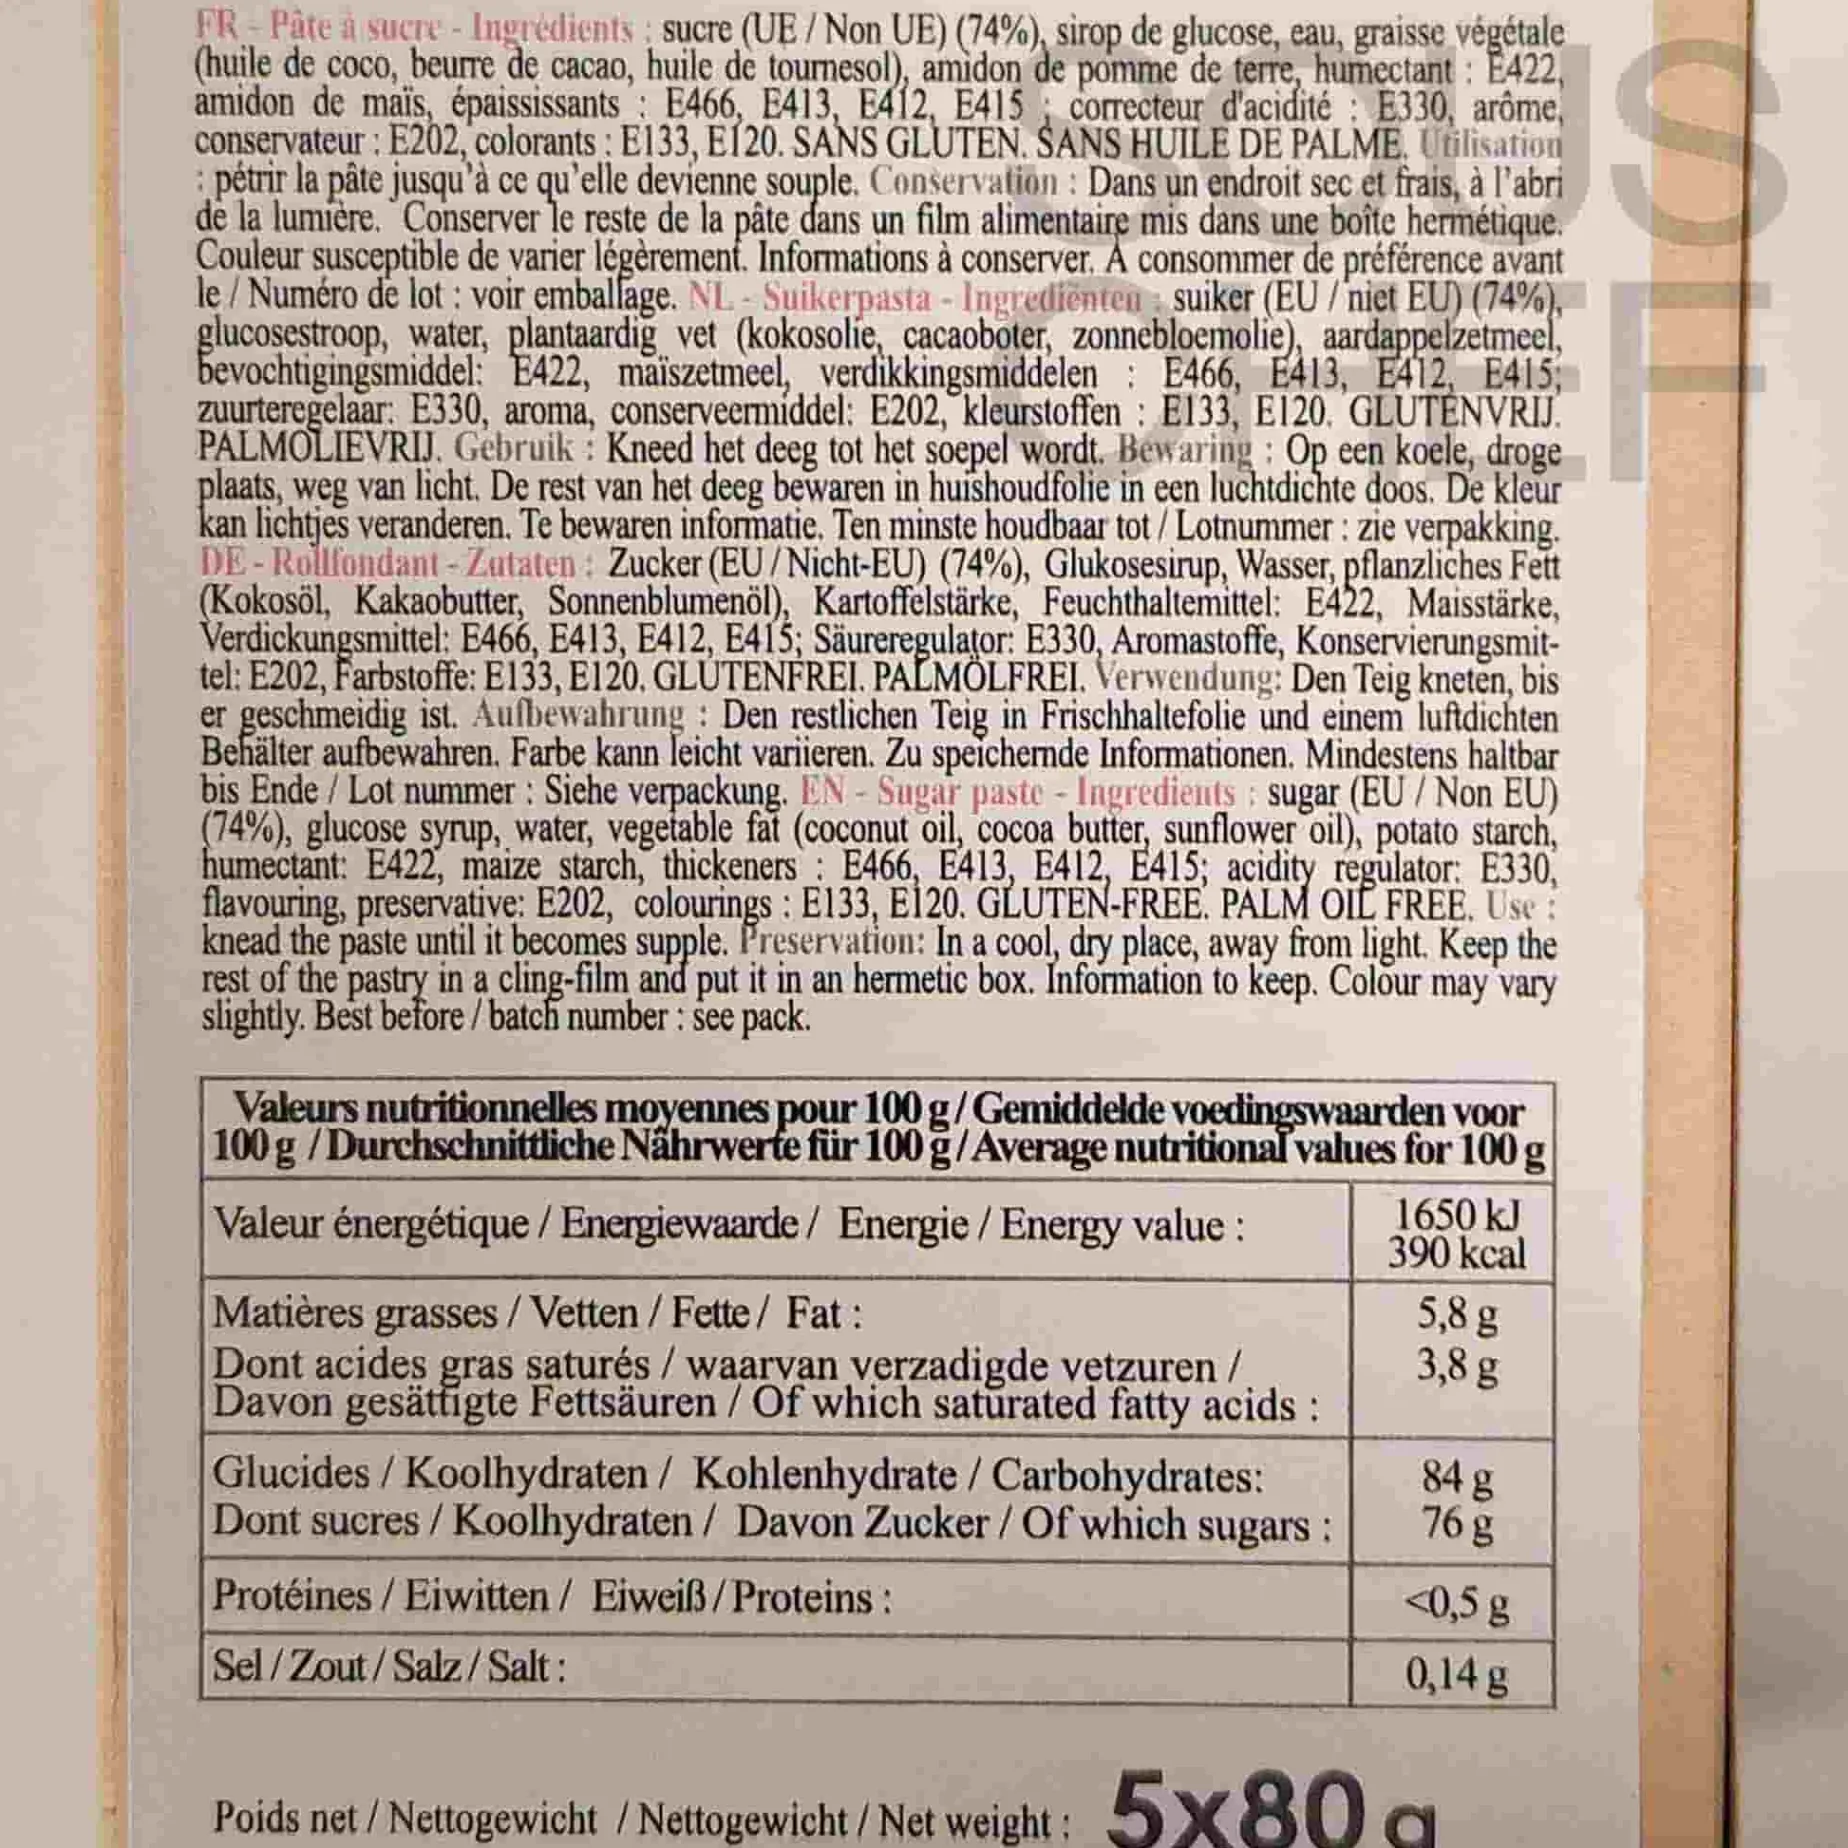 FR - Pâte à sucre - Ingrédients : sucre (UE / Non UE) (74%), sirop de glucose, eau, graisse végétale
(huile de coco, beurre de cacao, huile de tournesol), amidon de pomme de terre, humectant : E422,
amidon de maïs, épaississants : E466, E413, E412, E415 ; correcteur d'acidité : E330, arôme,
conservateur : E202, colorants : E133, E120. SANS GLUTEN. SANS HUILE DE PALME. Utilisation
: pétrir la pâte jusqu'à ce qu'elle devienne souple. Conservation : Dans un endroit sec et frais, à l'abri
de la lumière. Conserver le reste de la pâte dans un film alimentaire mis dans une boîte hermétique.
Couleur susceptible de varier légèrement. Informations à conserver. A consommer de préférence avant
le / Numéro de lot : voir emballage. NL - Suikerpasta - Ingrediënten : suiker (EU / niet EU) (74%),
glucosestroop, water, plantaardig vet (kokosolie, cacaoboter, zonnebloemolie), aardappelzetmeel,
bevochtigingsmiddel: E422, maïszetmeel, verdikkingsmiddelen : E466, E413, E412, E415;
zuurteregelaar: E330, aroma, conserveermiddel: E202, kleurstoffen : E133, E120. GLUTENVRIJ.
PALMOLIEVRIJ. Gebruik : Kneed het deeg tot het soepel wordt. Bewaring : Op een koele, droge
plaats, weg van licht. De rest van het deeg bewaren in huishoudfolie in een luchtdichte doos. De kleur
kan lichtjes veranderen. Te bewaren informatie. Ten minste houdbaar tot / Lotnummer : zie verpakking.
DE - Rollfondant - Zutaten : Zucker (EU / Nicht-EU) (74%), Glukosesirup, Wasser, pflanzliches Fett
(Kokosöl, Kakaobutter, Sonnenblumenöl), Kartoffelstärke, Feuchthaltemittel: E422, Maisstärke,
Verdickungsmittel: E466, E413, E412, E415; Säureregulator: E330, Aromastoffe, Konservierungsmit-
tel: E202, Farbstoffe: E133, E120. GLUTENFREI. PALMÖLFREI. Verwendung: Den Teig kneten, bis
er geschmeidig ist. Aufbewahrung : Den restlichen Teig in Frischhaltefolie und einem luftdichten
Behälter aufbewahren. Farbe kann leicht variieren. Zu speichernde Informationen. Mindestens haltbar
bis Ende / Lot nummer : Siehe verpackung. EN - Sugar paste - Ingredients : sugar (EU / Non EU)
(74%), glucose syrup, water, vegetable fat (coconut oil, cocoa butter, sunflower oil), potato starch,
humectant: E422, maize starch, thickeners : E466, E413, E412, E415; acidity regulator: E330,
flavouring, preservative: E202, colourings : E133, E120. GLUTEN-FREE. PALM OIL FREE. Use :
knead the paste until it becomes supple. Preservation: In a cool, dry place, away from light. Keep the
rest of the pastry in a cling-film and put it in an hermetic box. Information to keep. Colour may vary
slightly. Best before / batch number : see pack.
SOUS
CHEF
Valeurs nutritionnelles moyennes pour 100 g / Gemiddelde voedingswaarden voor
100 g / Durchschnittliche Nährwerte für 100 g / Average nutritional values for 100 g
Valeur énergétique / Energiewaarde / Energie / Energy value : 1650 kJ
390 kcal
Matières grasses / Vetten / Fette / Fat : 5,8 g
Dont acides gras saturés / waarvan verzadigde vetzuren / 3,8 g
Davon gesättigte Fettsäuren / Of which saturated fatty acids :
Glucides / Koolhydraten / Kohlenhydrate / Carbohydrates: 84 g
Dont sucres / Koolhydraten / Davon Zucker / Of which sugars : 76 g
Protéines / Eiwitten / Eiweiß / Proteins : <0,5 g
Sel / Zout / Salz / Salt : 0,14 g
Poids net / Nettogewicht / Nettogewicht / Net weight : 5x80 g